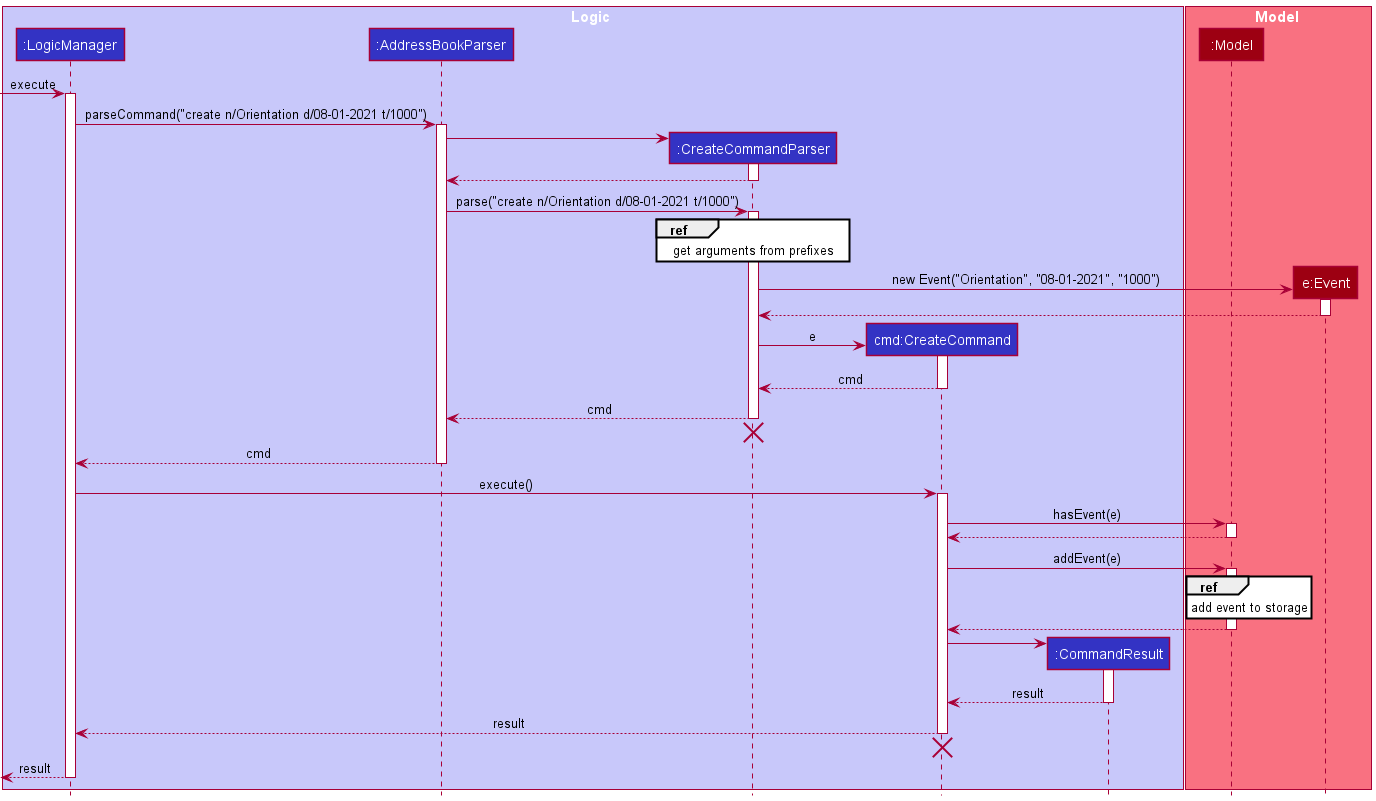 Logic
Model
:LogicManager
:AddressBookParser
:Model
execute
parseCommand("create n/Orientation d/08-01-2021 t/1000")
:CreateCommandParser
parse("create n/Orientation d/08-01-2021 t/1000")
ref
get arguments from prefixes
new Event("Orientation", "08-01-2021", "1000")
e:Event
e
cmd:CreateCommand
cmd
cmd
cmd
execute()
hasEvent(e)
addEvent(e)
ref
add event to storage
:CommandResult
result
result
result